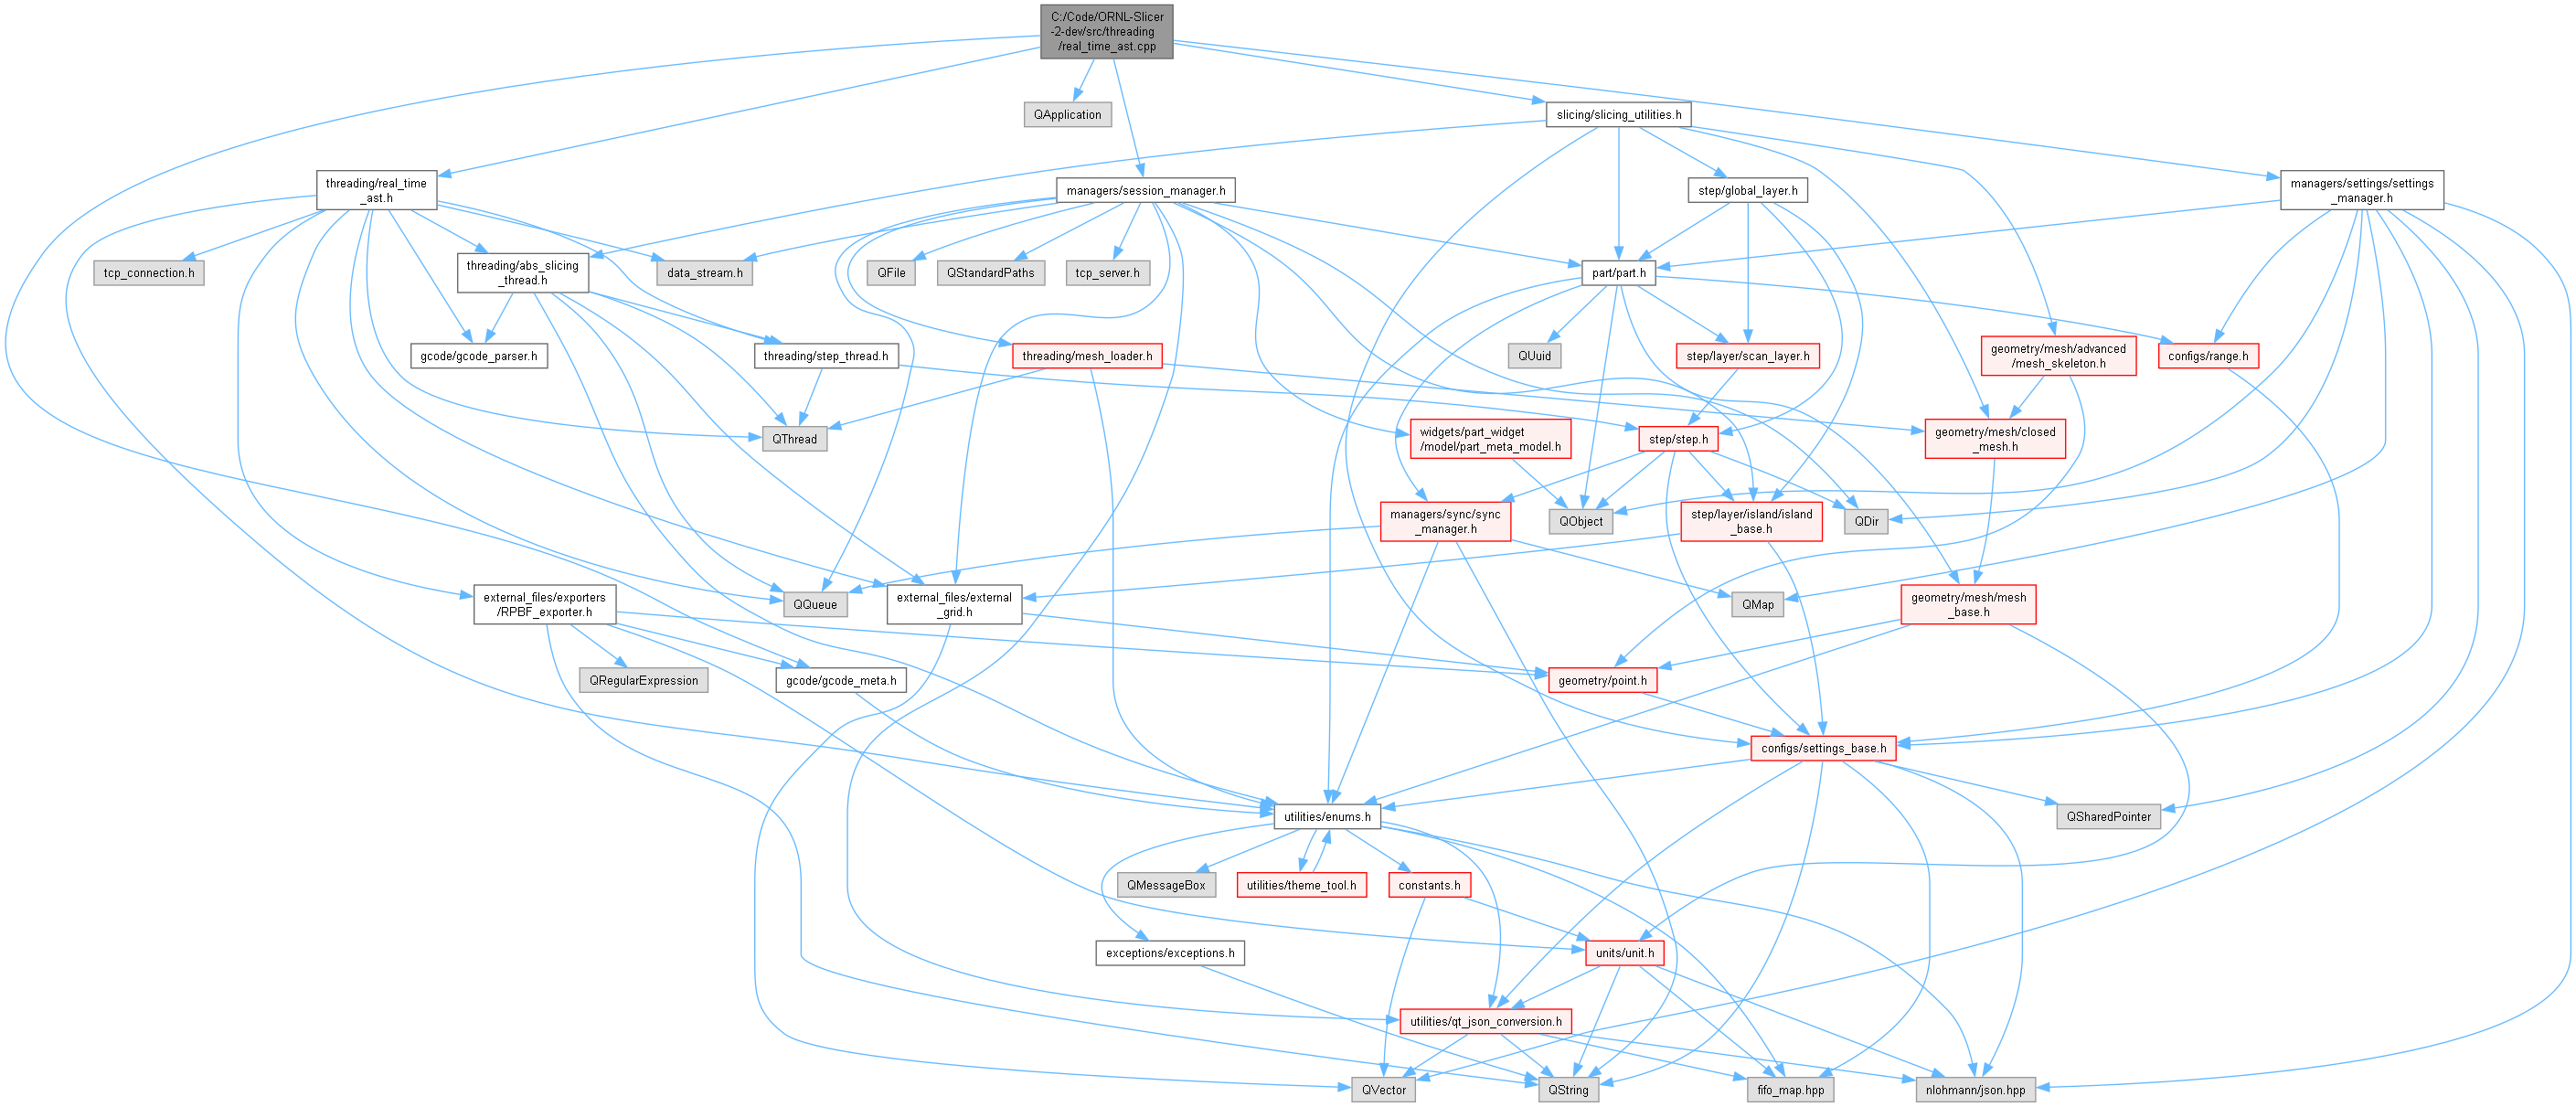 C:/Code/ORNL-Slicer
-2-dev/src/threading
/real_time_ast.cpp
QApplication
slicing/slicing_utilities.h
threading/real_time
_ast.h
managers/session_manager.h
step/global_layer.h
managers/settings/settings
_manager.h
tcp_connection.h
threading/abs_slicing
_thread.h
data_stream.h
QFile
QStandardPaths
tcp_server.h
part/part.h
gcode/gcode_parser.h
threading/step_thread.h
threading/mesh_loader.h
QUuid
step/layer/scan_layer.h
geometry/mesh/advanced
/mesh_skeleton.h
configs/range.h
QThread
widgets/part_widget
/model/part_meta_model.h
step/step.h
geometry/mesh/closed
_mesh.h
managers/sync/sync
_manager.h
QObject
step/layer/island/island
_base.h
QDir
external_files/exporters
/RPBF_exporter.h
QQueue
external_files/external
_grid.h
QMap
geometry/mesh/mesh
_base.h
QRegularExpression
gcode/gcode_meta.h
geometry/point.h
configs/settings_base.h
utilities/enums.h
QSharedPointer
QMessageBox
utilities/theme_tool.h
constants.h
exceptions/exceptions.h
units/unit.h
utilities/qt_json_conversion.h
QVector
QString
fifo_map.hpp
nlohmann/json.hpp